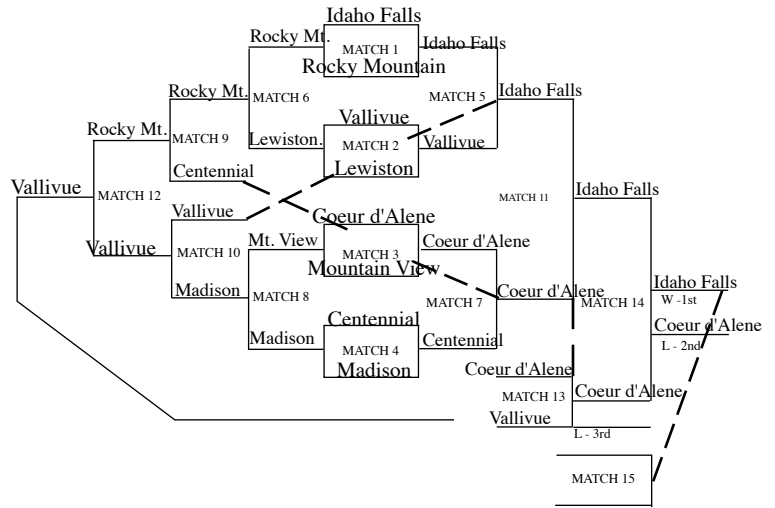 Idaho Falls
Rocky Mt.
MATCH 1
Idaho Falls
Rocky Mountain
Rocky Mt.
MATCH 6
MATCH 5
Idaho Falls
Vallivue
Rocky Mt.
MATCH 9
Lewiston.
MATCH 2
Vallivue
Centennial
Lewiston
Vallivue
MATCH 12
MATCH 11
Idaho Falls
Vallivue
Coeur d'Alene
Vallivue
MATCH 10
Mt. View
MATCH 3
Coeur d'Alene
Mountain View
Madison
MATCH 8
MATCH 7
Coeur d'Alene
MATCH 14
Idaho Falls
W -1st
Centennial
Coeur d'Alene
Madison
MATCH 4
Centennial
L - 2nd
Madison
Coeur d'Alene
MATCH 13
Coeur d'Alene
Vallivue
L - 3rd
MATCH 15